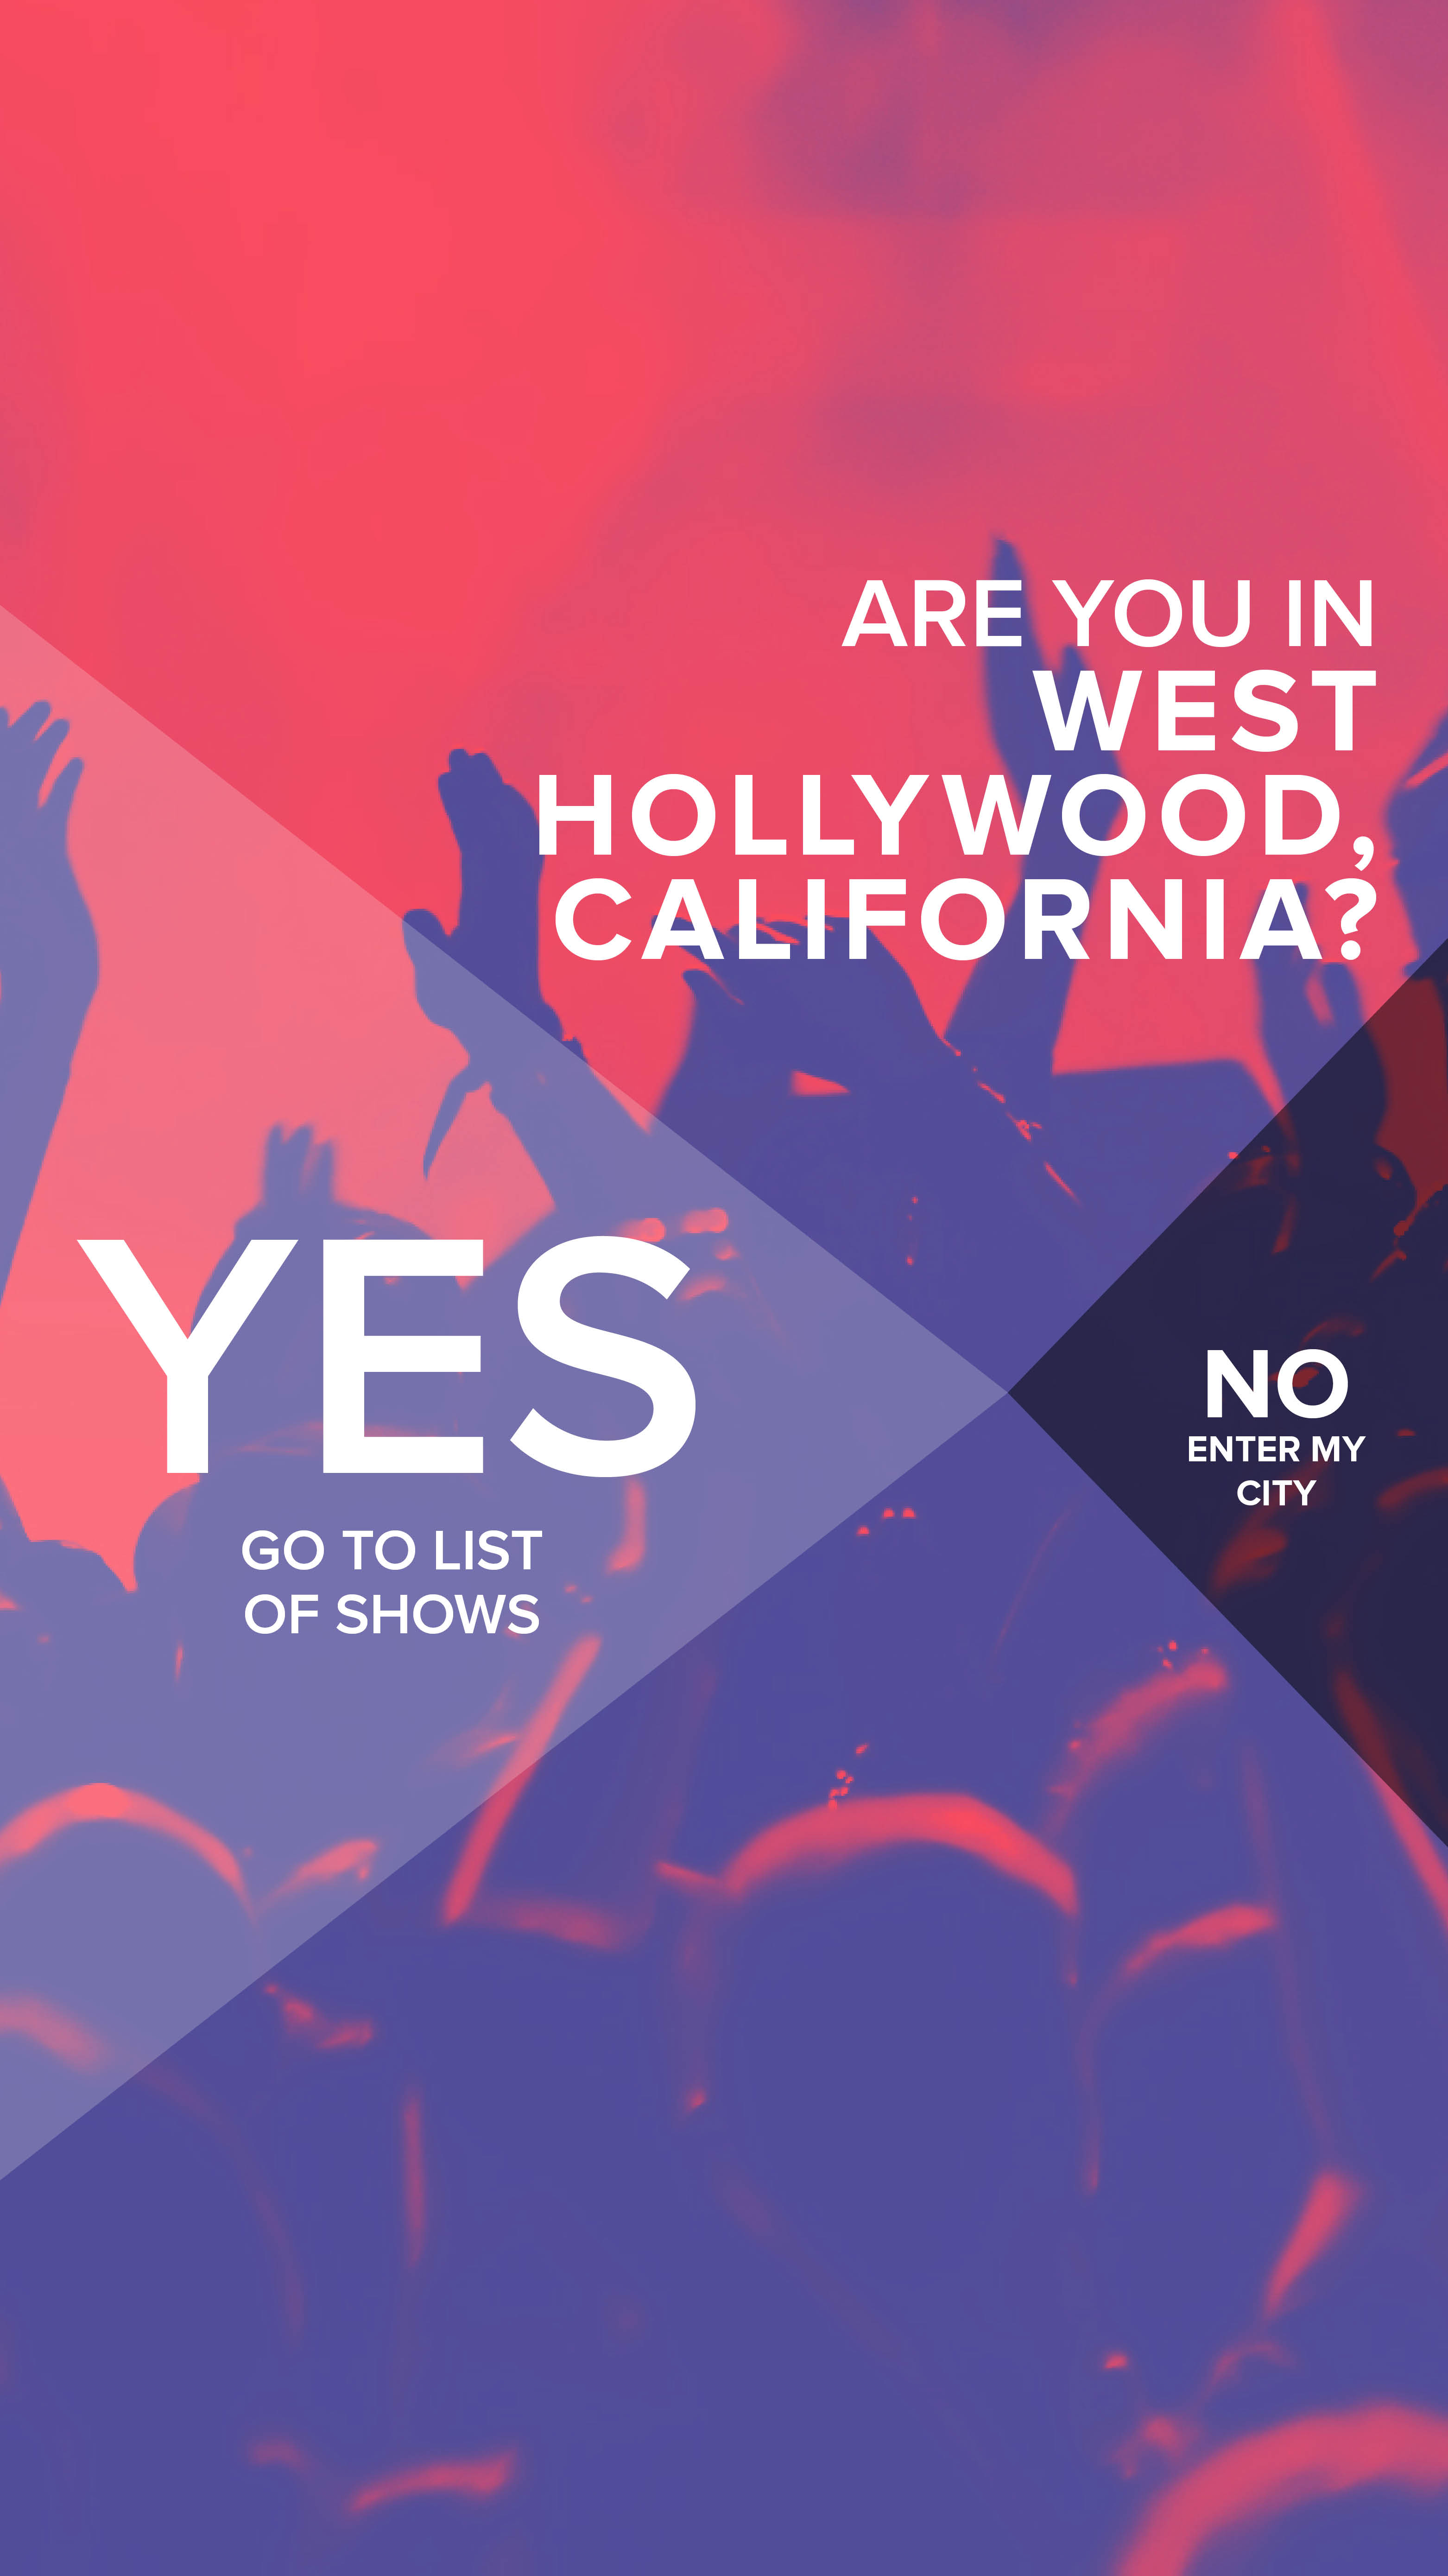 ARE YOU IN
WEST
HOLLYWOOD,
CALIFORNIA?
YES
GO TO LIST
OF SHOWS
NO
ENTER MY
CITY